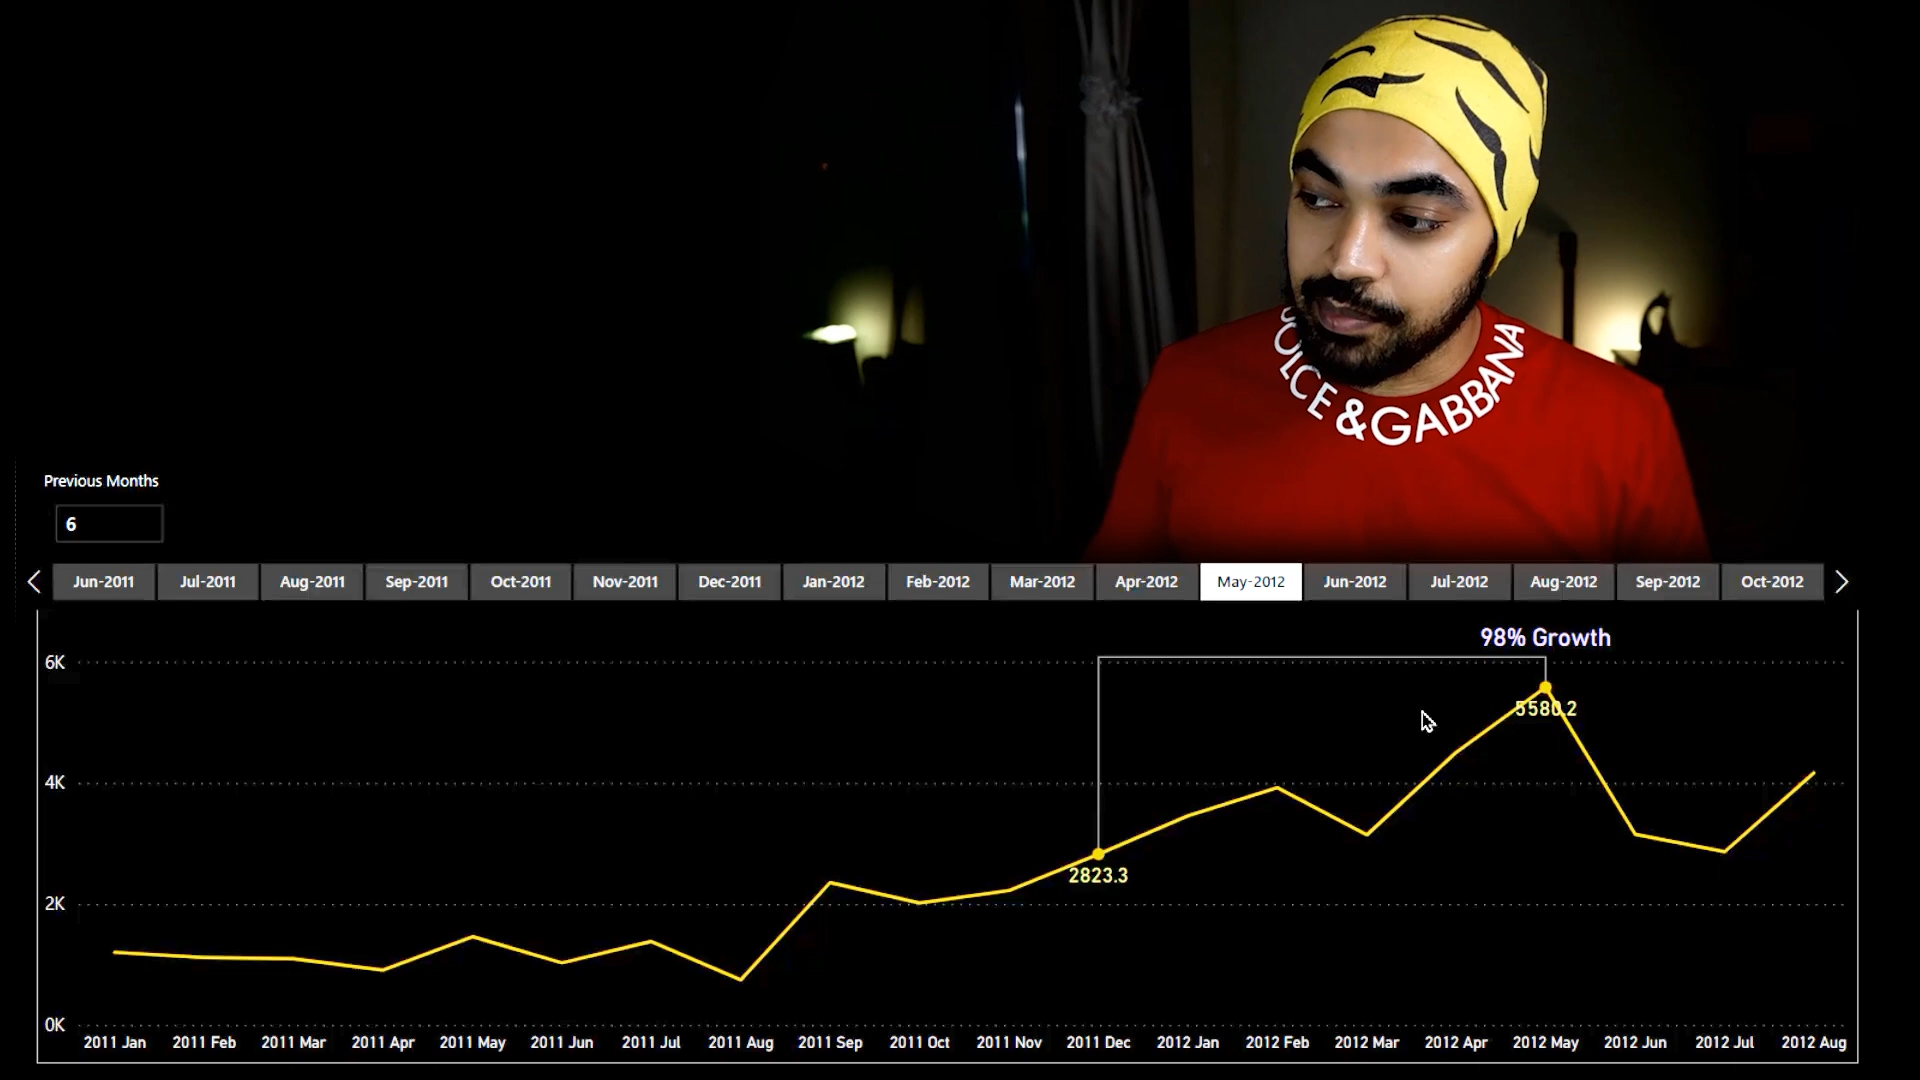 DOLCE &GABBANA
Previous Months
6
Jun-2011 Jul-2011 Aug-2011 Sep-2011 Oct-2011 Nov-2011 Dec-2011 Jan-2012 Feb-2012 Mar-2012 Apr-2012 May-2012 Jun-2012 Jul-2012 Aug-2012 Sep-2012 Oct-2012
98% Growth
6K
5580.2
4K
2823.3
2K
0K
2011 Jan 2011 Feb 2011 Mar 2011 Apr 2011 May 2011 Jun 2011 Jul 2011 Aug 2011 Sep 2011 Oct 2011 Nov 2011 Dec 2012 Jan 2012 Feb 2012 Mar 2012 Apr 2012 May 2012 Jun 2012 Jul 2012 Aug